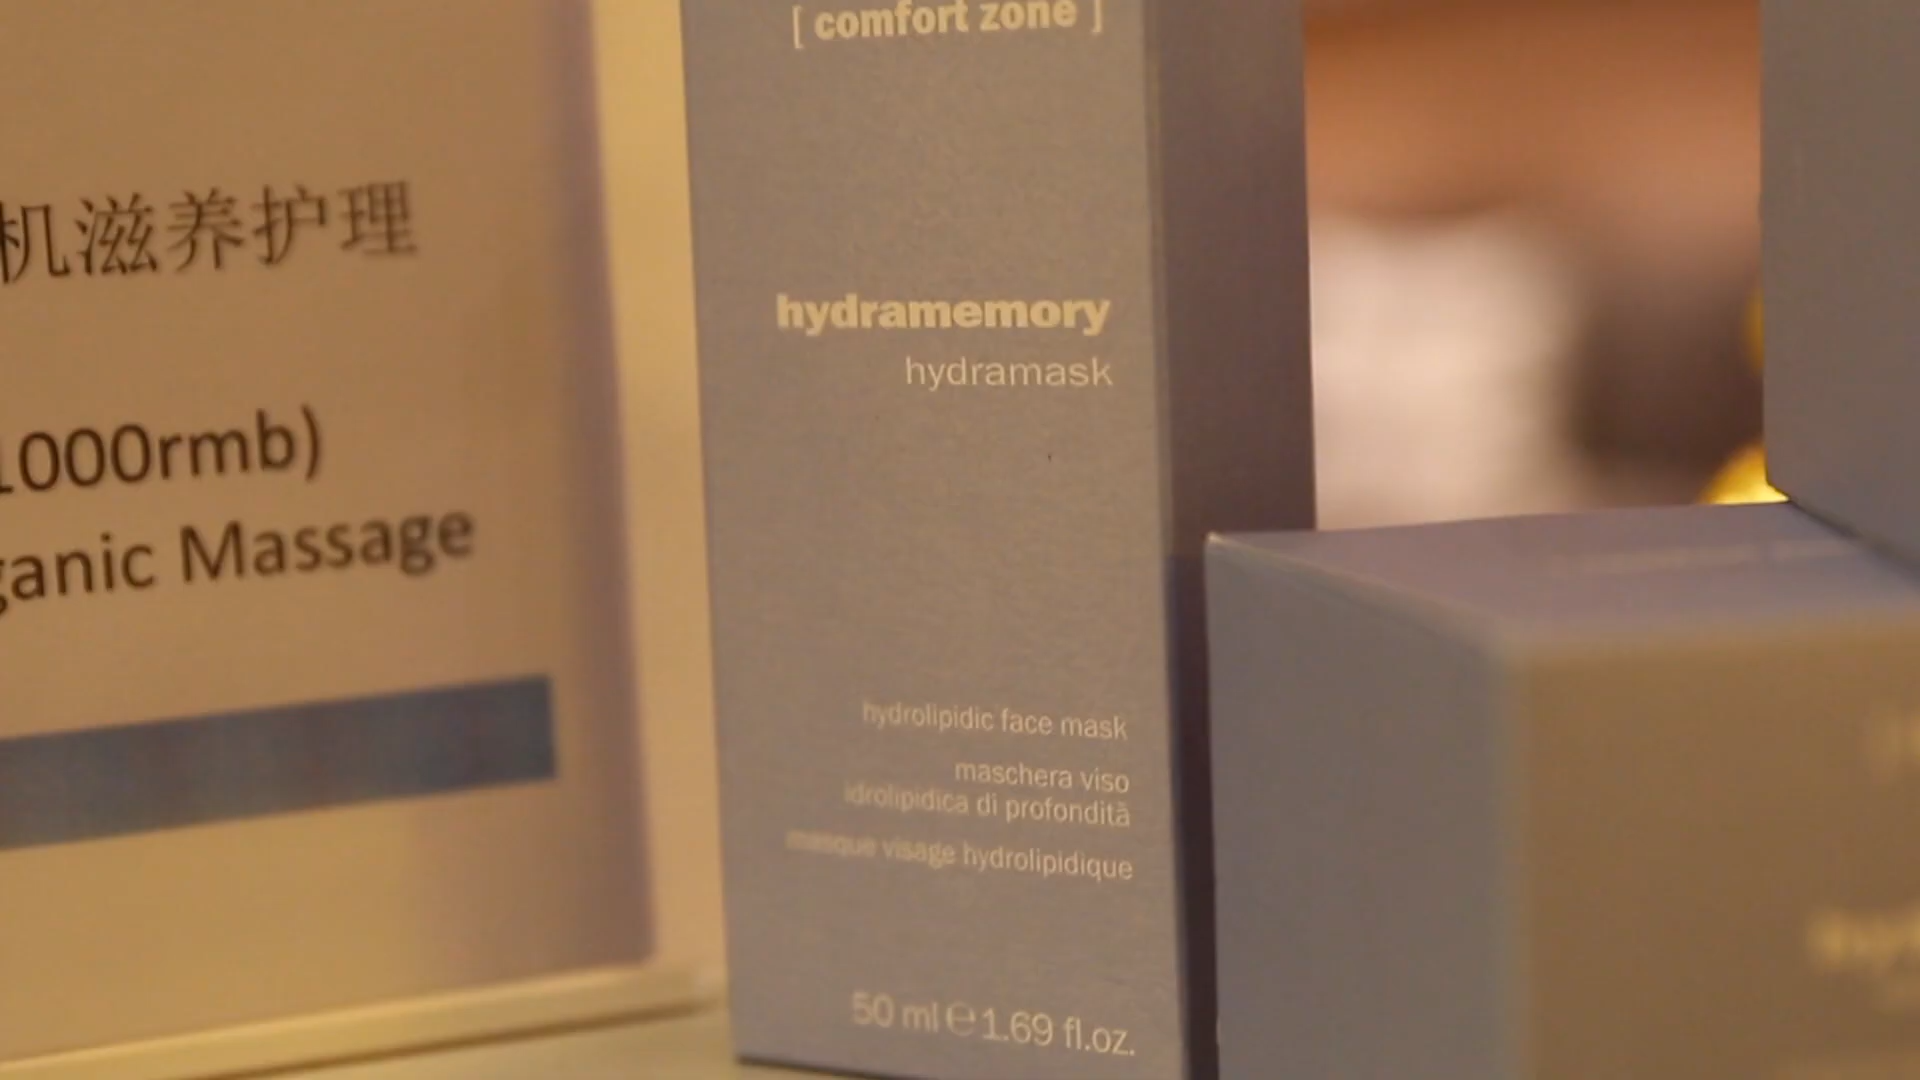 机滋养护理
1000rmb)
ganic Massage
[ comfort zone ]
hydramemory
hydramask
hydrolipidic face mask
maschera viso
idrolipidica di profondità
masque visage hydrolipidique
50 ml ℮ 1.69 fl.oz.